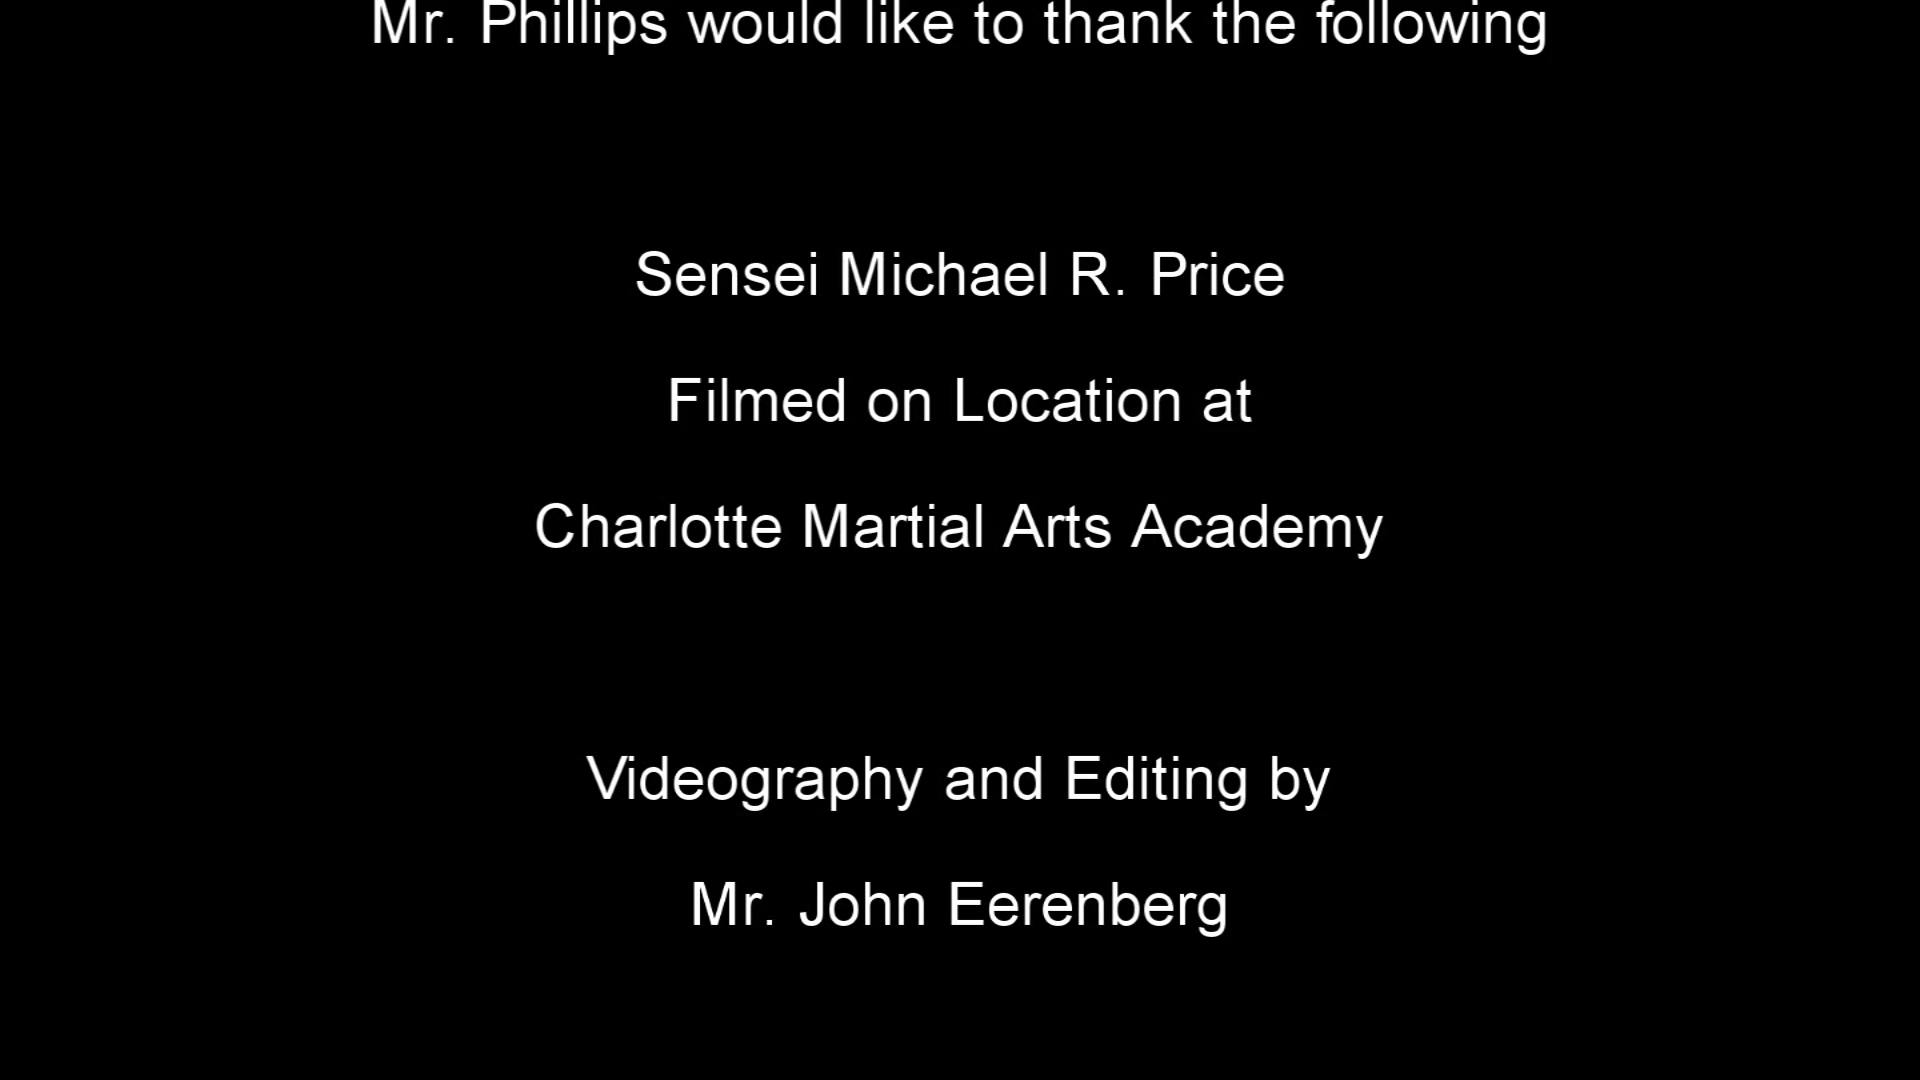 Mr. Phillips would like to thank the following
Sensei Michael R. Price
Filmed on Location at
Charlotte Martial Arts Academy
Videography and Editing by
Mr. John Eerenberg